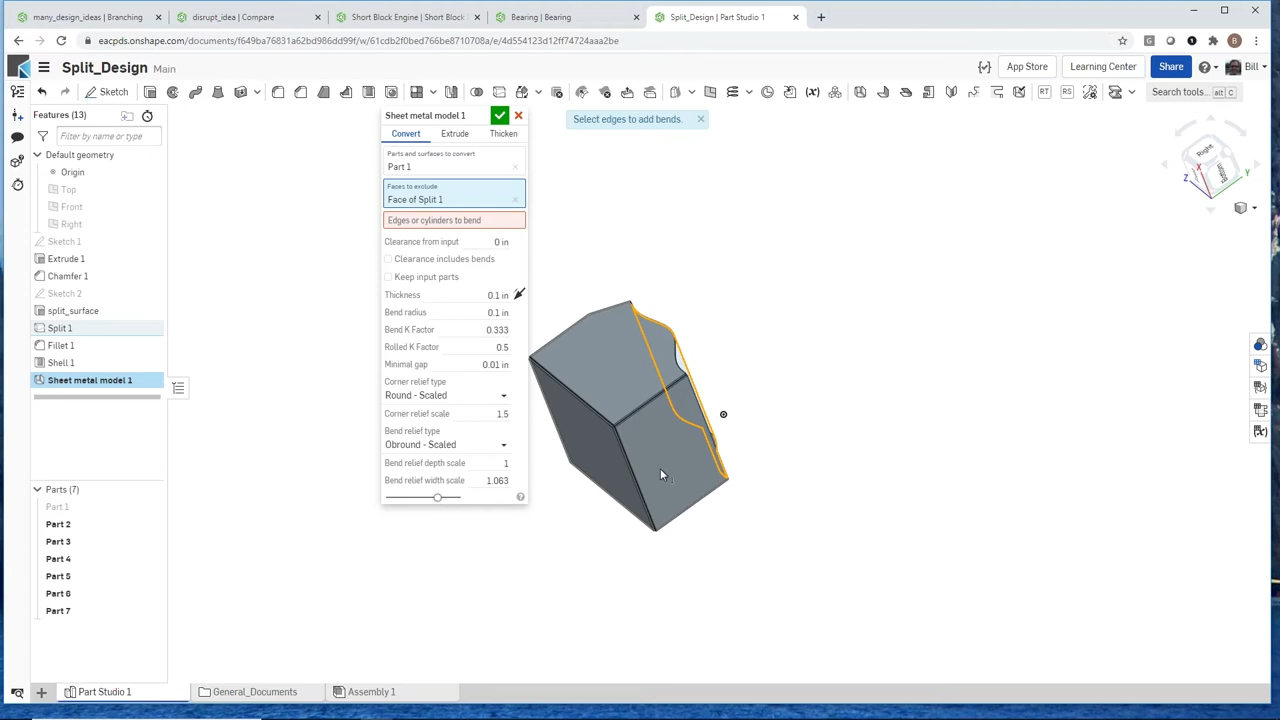 many_design_ideas | Branching
disrupt_idea | Compare
Short Block Engine | Short Block
Bearing | Bearing
Split_Design | Part Studio 1
eacpds.onshape.com/documents/f649ba76831a62bd986dd99f/w/61cdb2f0bed766be8710708a/e/4d554123d12ff74724aaa2be
B
Split_Design Main
App Store
Learning Center
Share
Bill
Sketch
RT
RS
Search tools...
alt C
Features (13)
Filter by name or type
Default geometry
Origin
Top
Front
Right
Sketch 1
Extrude 1
Chamfer 1
Sketch 2
split_surface
Split 1
Fillet 1
Shell 1
Sheet metal model 1
Parts (7)
Part 1
Part 2
Part 3
Part 4
Part 5
Part 6
Part 7
Sheet metal model 1
Convert
Extrude
Thicken
Parts and surfaces to convert
Part 1
Faces to exclude
Face of Split 1
Edges or cylinders to bend
Clearance from input 0 in
Clearance includes bends
Keep input parts
Thickness 0.1 in
Bend radius 0.1 in
Bend K Factor 0.333
Rolled K Factor 0.5
Minimal gap 0.01 in
Corner relief type
Round - Scaled
Corner relief scale 1.5
Bend relief type
Obround - Scaled
Bend relief depth scale 1
Bend relief width scale 1.063
Select edges to add bends.
Right
Bottom
X
Y
Z
Part Studio 1
General_Documents
Assembly 1